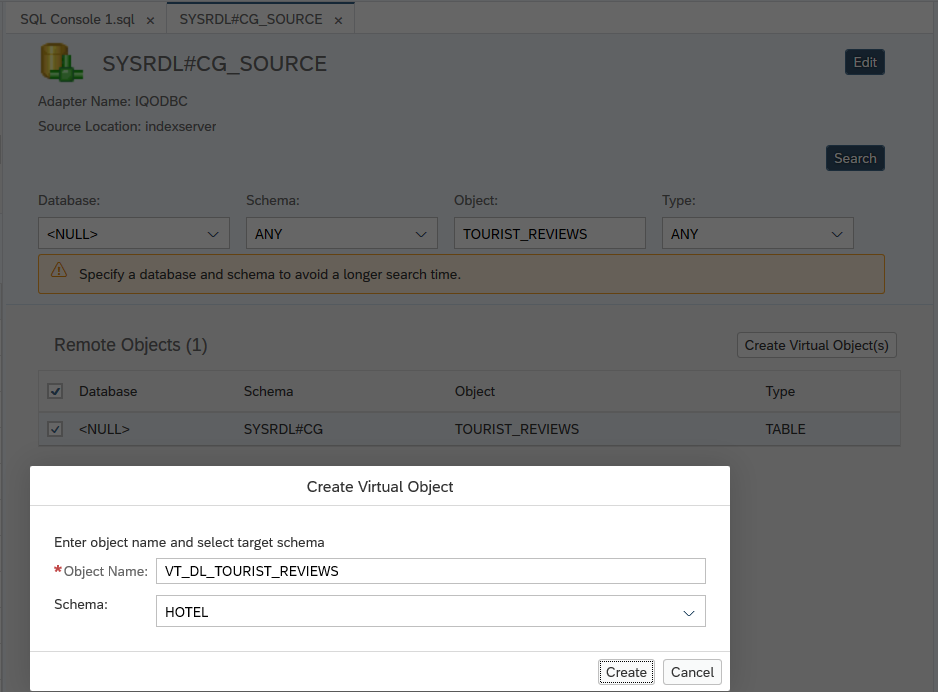 SQL Console 1.sql × SYSRDL#CG_SOURCE ×
SYSRDL#CG_SOURCE Edit
Adapter Name: IQODBC
Source Location: indexserver
Search
Database: Schema: Object: Type:
<NULL> ANY TOURIST_REVIEWS ANY
Specify a database and schema to avoid a longer search time.
Remote Objects (1) Create Virtual Object(s)
Database Schema Object Type
<NULL> SYSRDL#CG TOURIST_REVIEWS TABLE
Create Virtual Object
Enter object name and select target schema
*Object Name: VT_DL_TOURIST_REVIEWS
Schema: HOTEL
Create Cancel